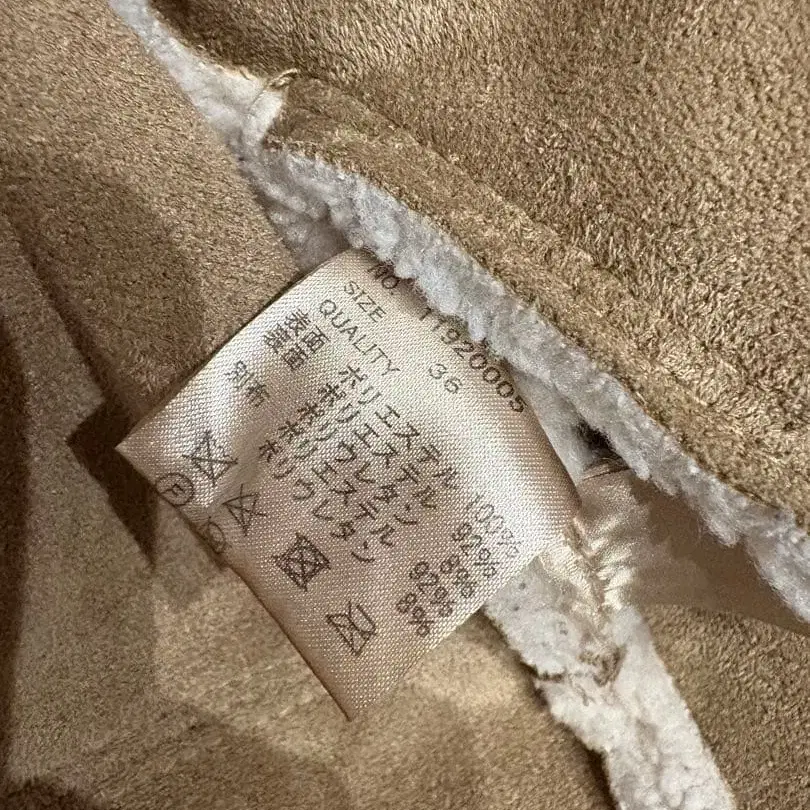 NO. 11920005
SIZE 36
QUALITY
表面 ポリエステル 100%
裏面 ポリエステル 92%
ポリウレタン 8%
別布 ポリエステル 92%
ポリウレタン 8%
F